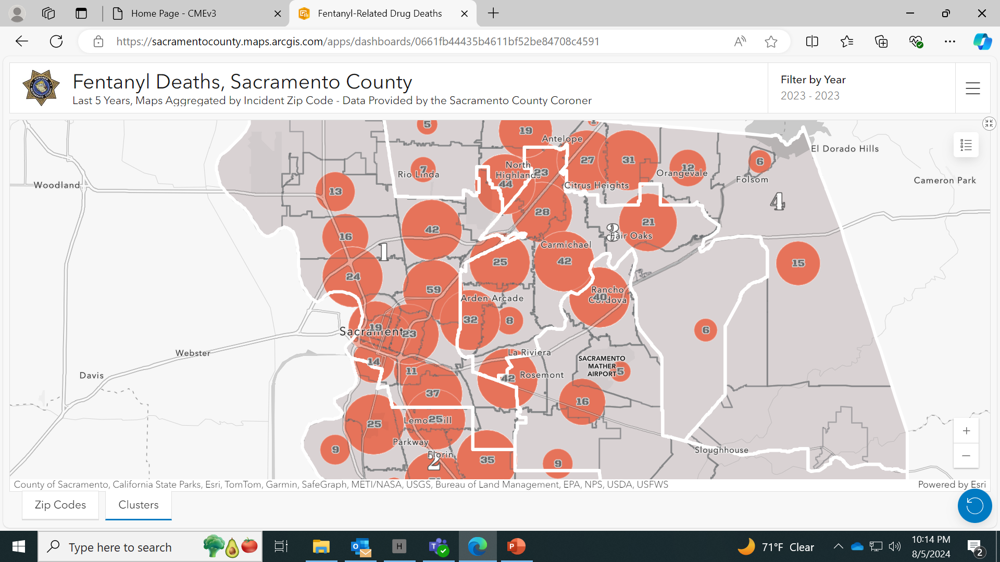 Home Page - CMEv3
Fentanyl-Related Drug Deaths
https://sacramentocounty.maps.arcgis.com/apps/dashboards/0661fb44435b4611bf52be84708c4591
Fentanyl Deaths, Sacramento County
Last 5 Years, Maps Aggregated by Incident Zip Code - Data Provided by the Sacramento County Coroner
Filter by Year
2023 - 2023
5
19
1
Antelope
El Dorado Hills
27
31
6
7
North
23
12
Rio Linda
Highlands
Orangevale
Folsom
Cameron Park
Woodland
44
Citrus Heights
13
4
28
42
21
16
3
Fair Oaks
Carmichael
1
25
42
15
24
59
Rancho
40
Cordova
Arden-Arcade
32
8
19
Sacramento
23
6
Webster
La Riviera
14
SACRAMENTO
MATHER
AIRPORT
5
11
Rosemont
Davis
42
37
16
Lemon Hill
25
25
Parkway
9
Florin
Sloughhouse
35
2
9
County of Sacramento, California State Parks, Esri, TomTom, Garmin, SafeGraph, METI/NASA, USGS, Bureau of Land Management, EPA, NPS, USDA, USFWS
Powered by Esri
Zip Codes
Clusters
Type here to search
71°F Clear
10:14 PM
8/5/2024
2